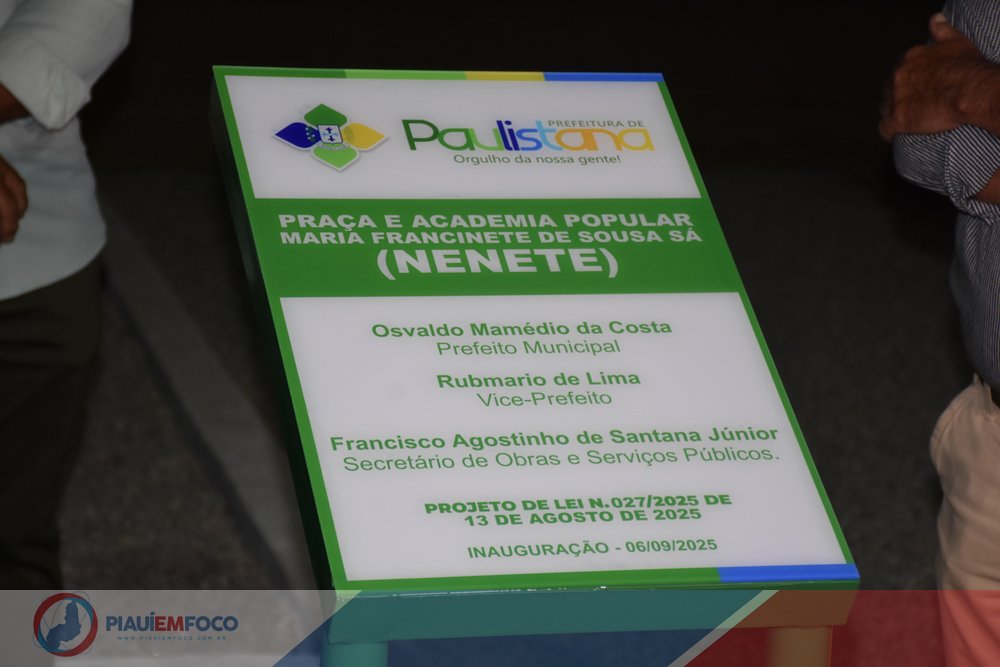 PREFEITURA DE
Paulistana
Orgulho da nossa gente!
PRAÇA E ACADEMIA POPULAR
MARIA FRANCINETE DE SOUSA SÁ
(NENETE)
Osvaldo Mamédio da Costa
Prefeito Municipal
Rubmario de Lima
Vice-Prefeito
Francisco Agostinho de Santana Júnior
Secretário de Obras e Serviços Públicos.
PROJETO DE LEI N.027/2025 DE
13 DE AGOSTO DE 2025
INAUGURAÇÃO - 06/09/2025
PIAUÍEMFOCO
WWW.PIAUIEMFOCO.COM.BR